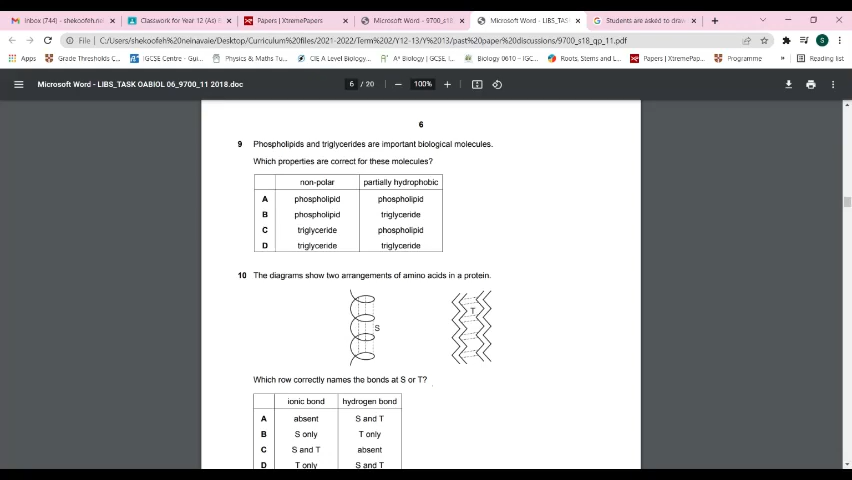 Inbox (744) - shekoofeh.nei
Classwork for Year 12 (As) B
Papers | XtremePapers
Microsoft Word - 9700_s18_qp_
Microsoft Word - LIBS_TASK OA
Students are asked to draw
File | C:/Users/shekoofeh%20neinavaie/Desktop/Curriculum%20files/2021-2022/Term%202/Y12-13/Y%2013/past%20paper%20discussions/9700_s18_qp_11.pdf
Apps
Grade Thresholds C...
IGCSE Centre - Gui...
Physics & Maths Tu...
CIE A Level Biology...
A* Biology | IGCSE, I...
Biology 0610 – IGC...
Roots, Stems and L...
Papers | XtremePap...
Programme
»
Reading list
Microsoft Word - LIBS_TASK OABIOL 06_9700_11 2018.doc
6 / 20
100%
6
9 Phospholipids and triglycerides are important biological molecules.
Which properties are correct for these molecules?
non-polar partially hydrophobic
A phospholipid phospholipid
B phospholipid triglyceride
C triglyceride phospholipid
D triglyceride triglyceride
10 The diagrams show two arrangements of amino acids in a protein.
T
S
Which row correctly names the bonds at S or T?
ionic bond hydrogen bond
A absent S and T
B S only T only
C S and T absent
D T only S and T